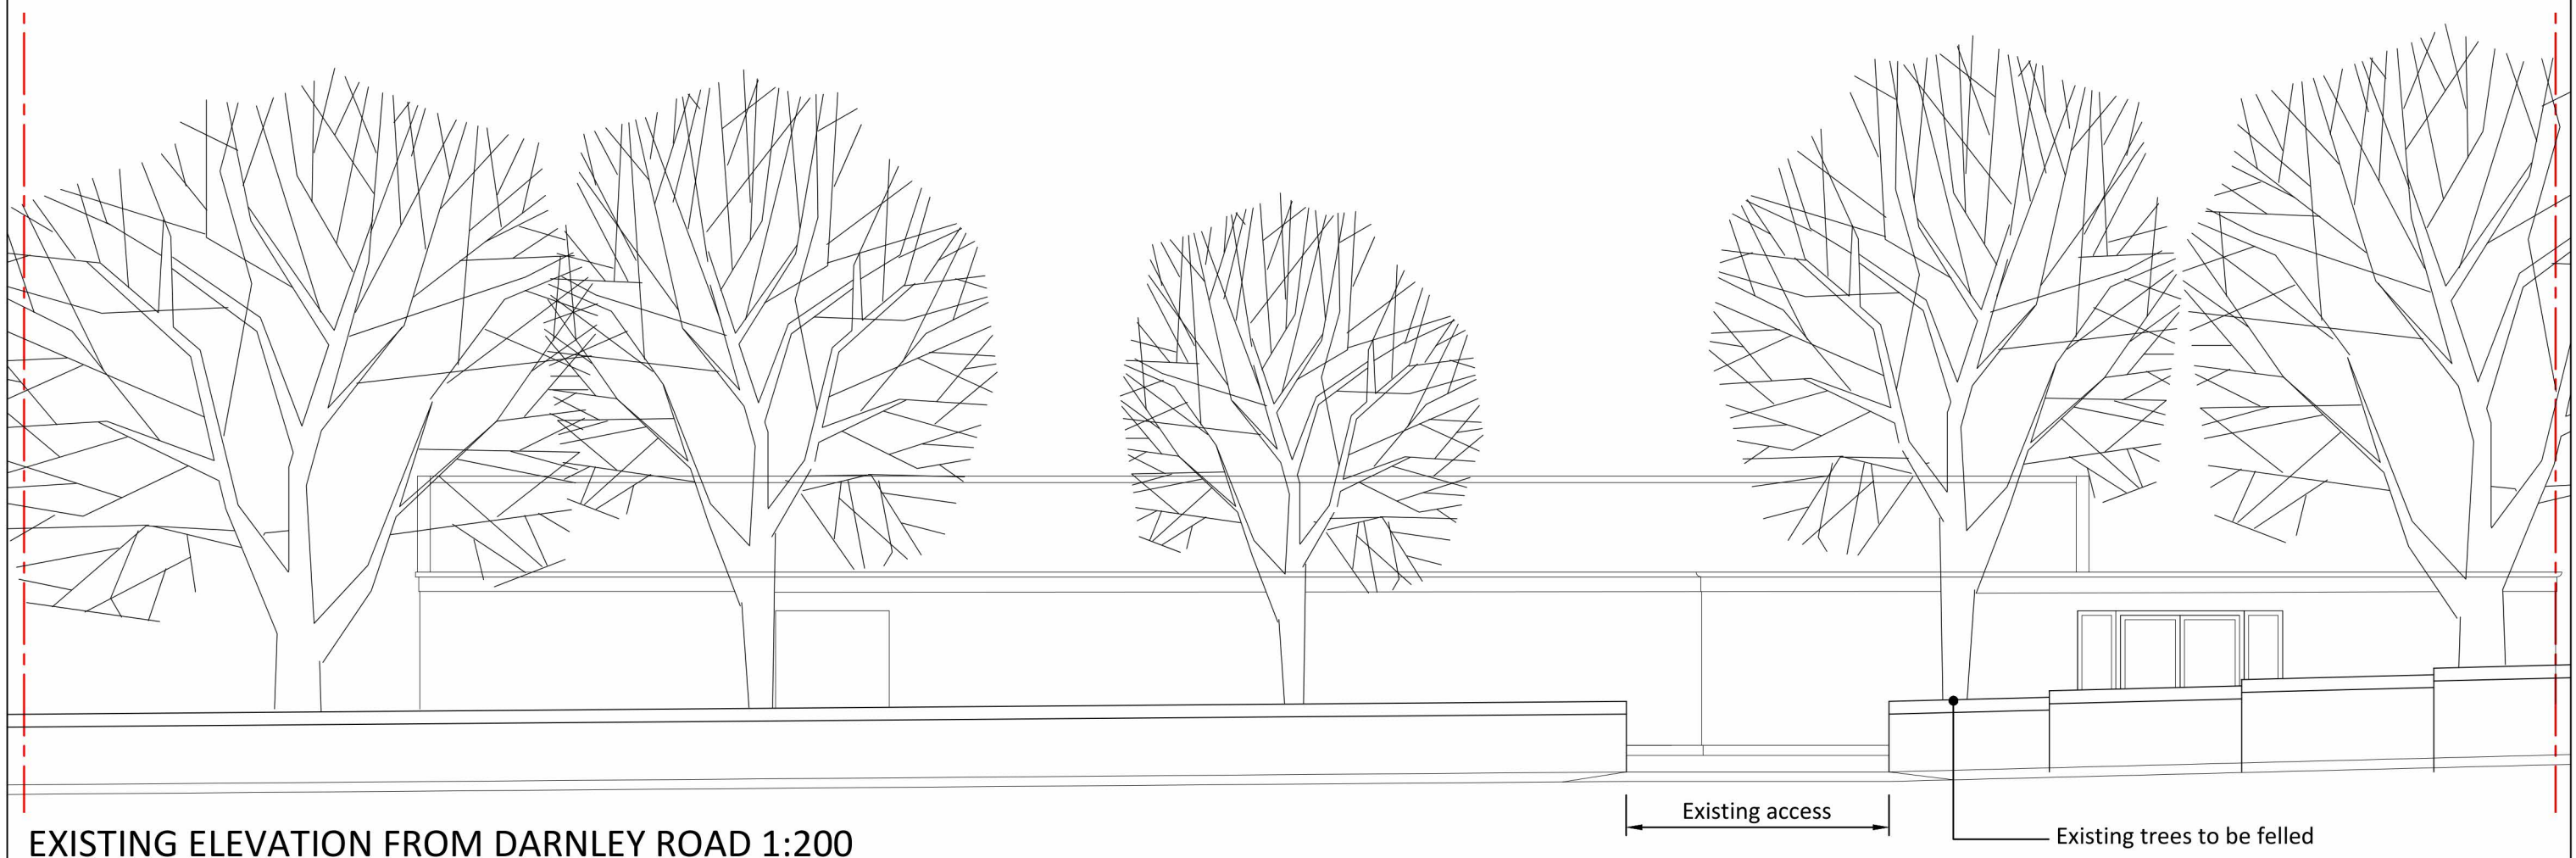 Existing access
Existing trees to be felled
EXISTING ELEVATION FROM DARNLEY ROAD 1:200